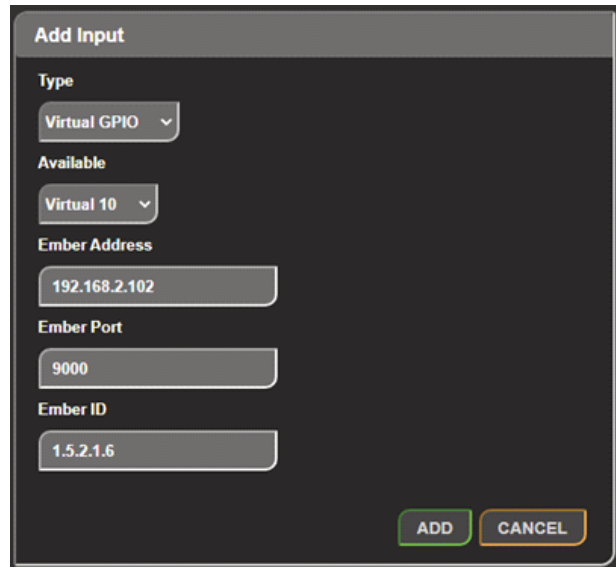 Add Input
Type
Virtual GPIO
Available
Virtual 10
Ember Address
192.168.2.102
Ember Port
9000
Ember ID
1.5.2.1.6
ADD CANCEL